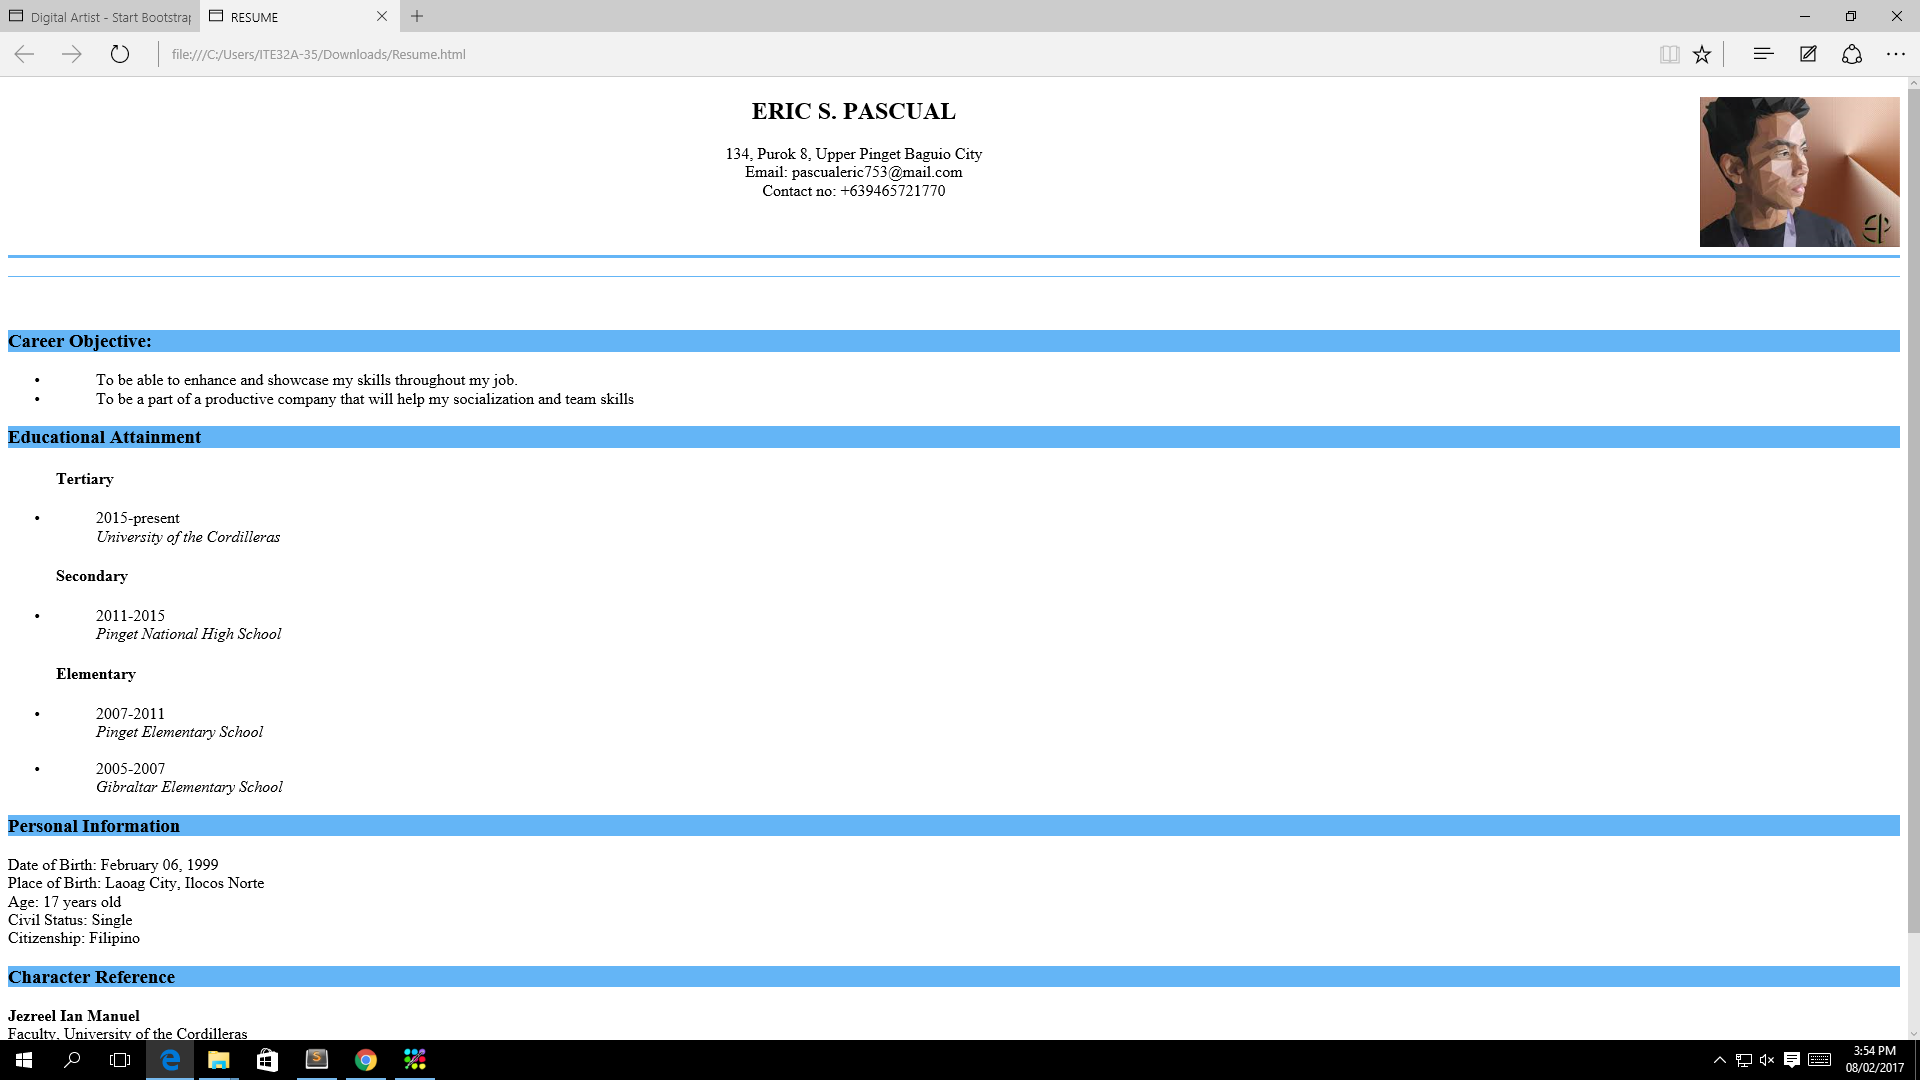 Digital Artist - Start Bootstrap
RESUME
file:///C:/Users/ITE32A-35/Downloads/Resume.html
ERIC S. PASCUAL
134, Purok 8, Upper Pinget Baguio City
Email: pascualeric753@mail.com
Contact no: +639465721770
EP
Career Objective:
• To be able to enhance and showcase my skills throughout my job.
• To be a part of a productive company that will help my socialization and team skills
Educational Attainment
Tertiary
• 2015-present
University of the Cordilleras
Secondary
• 2011-2015
Pinget National High School
Elementary
• 2007-2011
Pinget Elementary School
• 2005-2007
Gibraltar Elementary School
Personal Information
Date of Birth: February 06, 1999
Place of Birth: Laoag City, Ilocos Norte
Age: 17 years old
Civil Status: Single
Citizenship: Filipino
Character Reference
Jezreel Ian Manuel
Faculty, University of the Cordilleras
3:54 PM
08/02/2017